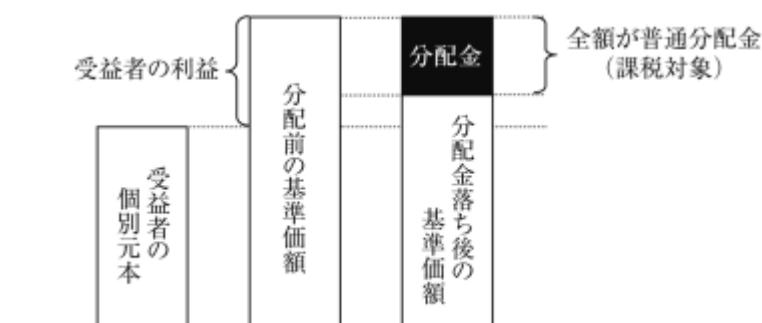 受益者の利益
分配金
全額が普通分配金
（課税対象）
受益者の
個別元本
分配前の基準価額
分配金落ち後の
基準価額